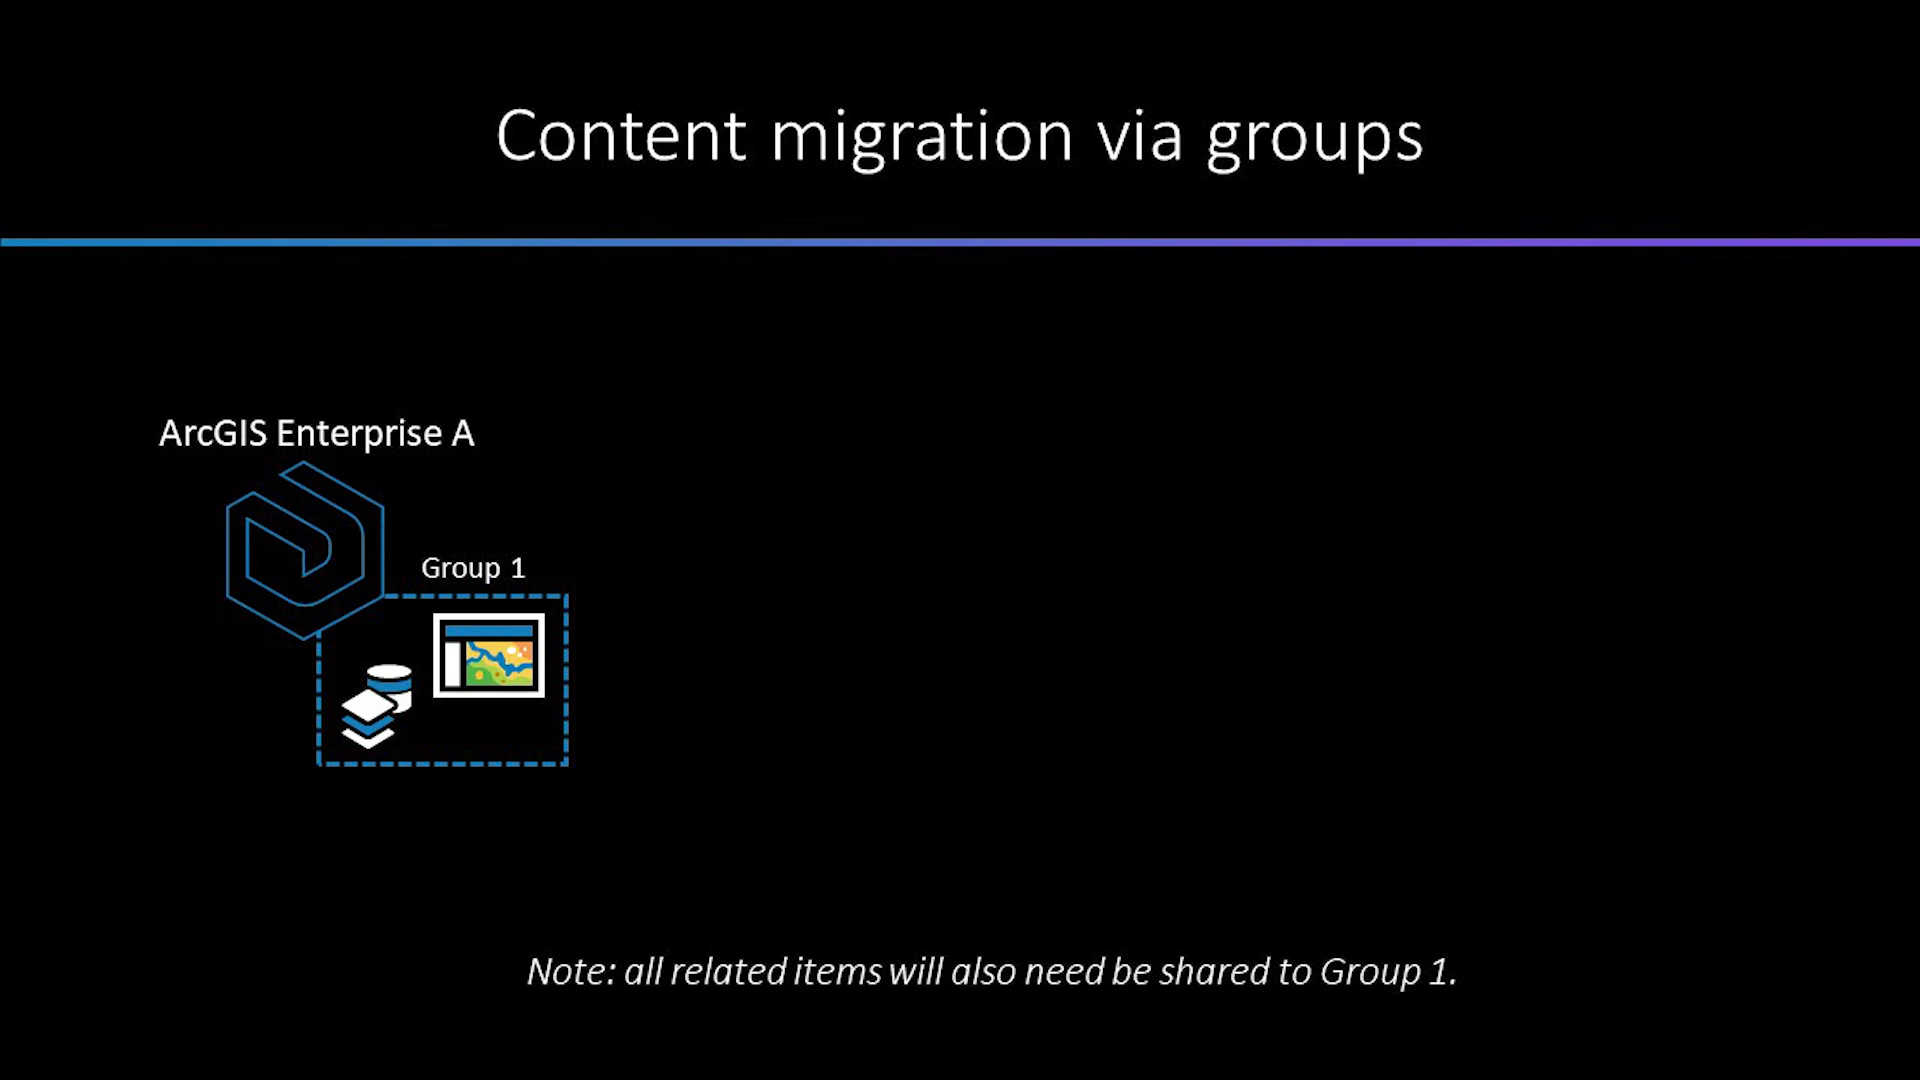 Content migration via groups
ArcGIS Enterprise A
Group 1
Note: all related items will also need be shared to Group 1.